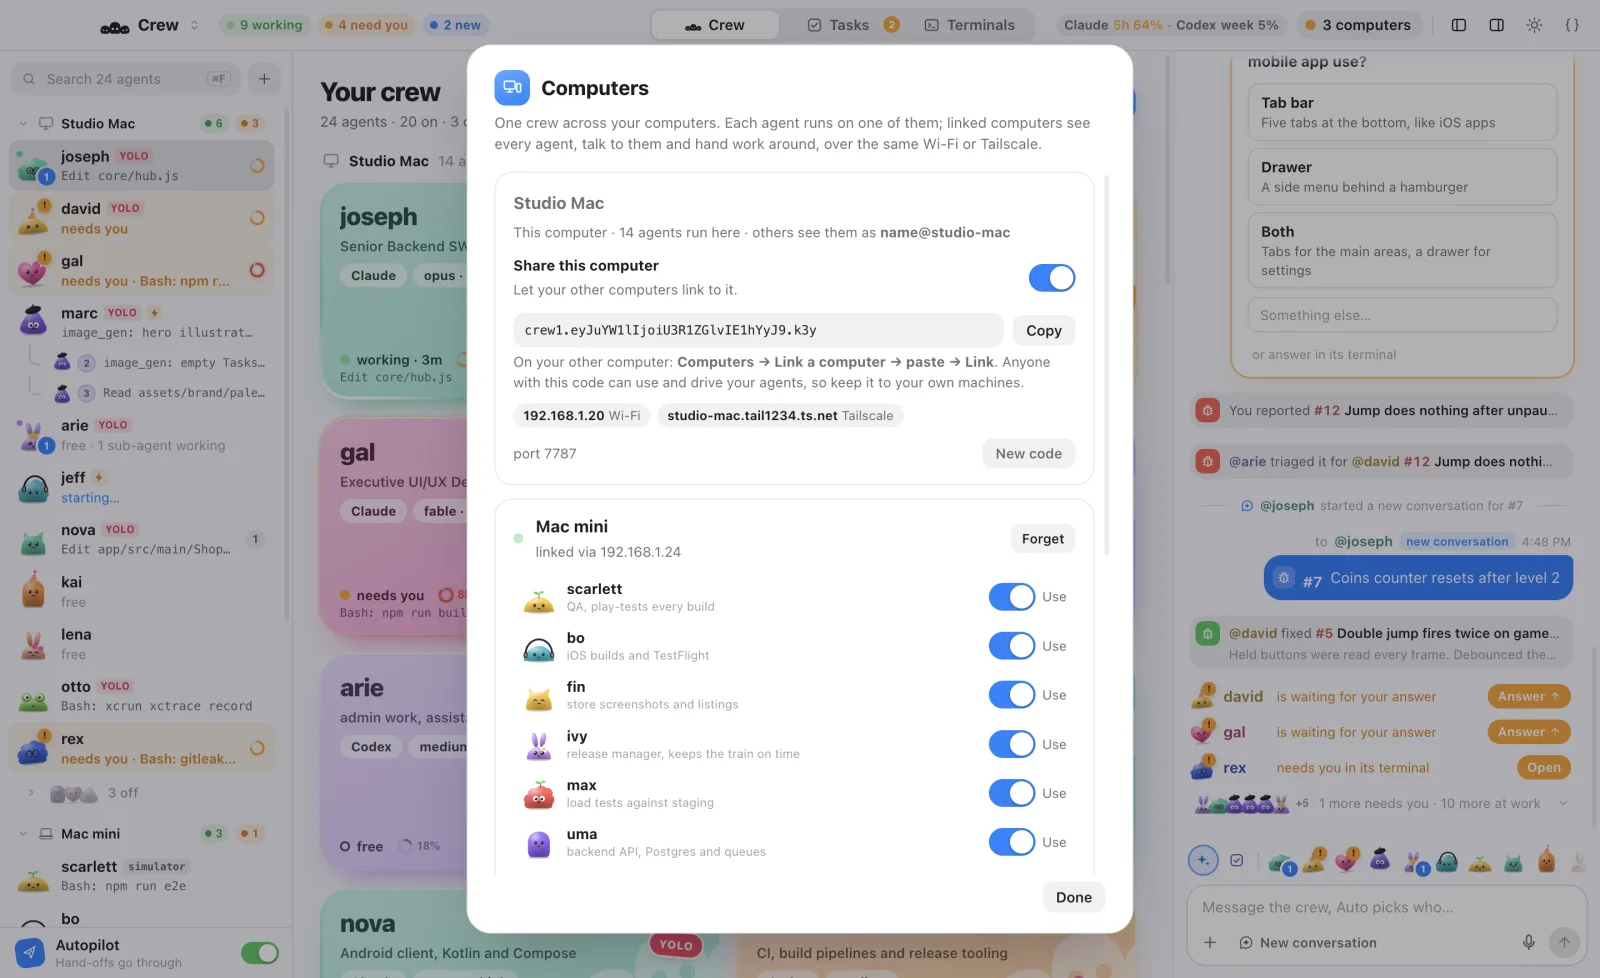 Crew
9 working
4 need you
2 new
Crew
Tasks 2
Terminals
Claude 5h 64% · Codex week 5%
3 computers
Search 24 agents ⌘F
Studio Mac 6 3
joseph YOLO
Edit core/hub.js
1
david YOLO
needs you
gal
needs you · Bash: npm r…
marc YOLO
image_gen: hero illustrat…
2 image_gen: empty Tasks…
3 Read assets/brand/pale…
arie YOLO
free · 1 sub-agent working
1
jeff
starting…
nova YOLO
Edit app/src/main/Shop… 1
kai
free
lena
free
otto YOLO
Bash: xcrun xctrace record
rex
needs you · Bash: gitleak…
3 off
Mac mini 3 1
scarlett simulator
Bash: npm run e2e
bo
Autopilot
Hand-offs go through
Your crew
24 agents · 20 on · 3
Studio Mac 14 a
joseph
Senior Backend SW
Claude opus ·
working · 3m
Edit core/hub.js
gal
Executive UI/UX De
Claude fable ·
needs you
Bash: npm run buil
arie
admin work, assist
Codex medium
free 18%
nova
Android client, Kotlin and Compose
YOLO
CI, build pipelines and release tooling
Computers
One crew across your computers. Each agent runs on one of them; linked computers see
every agent, talk to them and hand work around, over the same Wi-Fi or Tailscale.
Studio Mac
This computer · 14 agents run here · others see them as name@studio-mac
Share this computer
Let your other computers link to it.
crew1.eyJuYW1lIjoiU3R1ZGlvIE1hYyJ9.k3y
Copy
On your other computer: Computers → Link a computer → paste → Link. Anyone
with this code can use and drive your agents, so keep it to your own machines.
192.168.1.20 Wi-Fi
studio-mac.tail1234.ts.net Tailscale
port 7787
New code
Mac mini
linked via 192.168.1.24
Forget
scarlett
QA, play-tests every build
Use
bo
iOS builds and TestFlight
Use
fin
store screenshots and listings
Use
ivy
release manager, keeps the train on time
Use
max
load tests against staging
Use
uma
backend API, Postgres and queues
Use
Done
mobile app use?
Tab bar
Five tabs at the bottom, like iOS apps
Drawer
A side menu behind a hamburger
Both
Tabs for the main areas, a drawer for
settings
Something else…
or answer in its terminal
You reported #12 Jump does nothing after unpau…
@arie triaged it for @david #12 Jump does nothi…
@joseph started a new conversation for #7
to @joseph new conversation 4:48 PM
#7 Coins counter resets after level 2
@david fixed #5 Double jump fires twice on game…
Held buttons were read every frame. Debounced the…
david is waiting for your answer Answer ↑
gal is waiting for your answer Answer ↑
rex needs you in its terminal Open
+5 1 more needs you · 10 more at work
1 1
Message the crew, Auto picks who…
New conversation